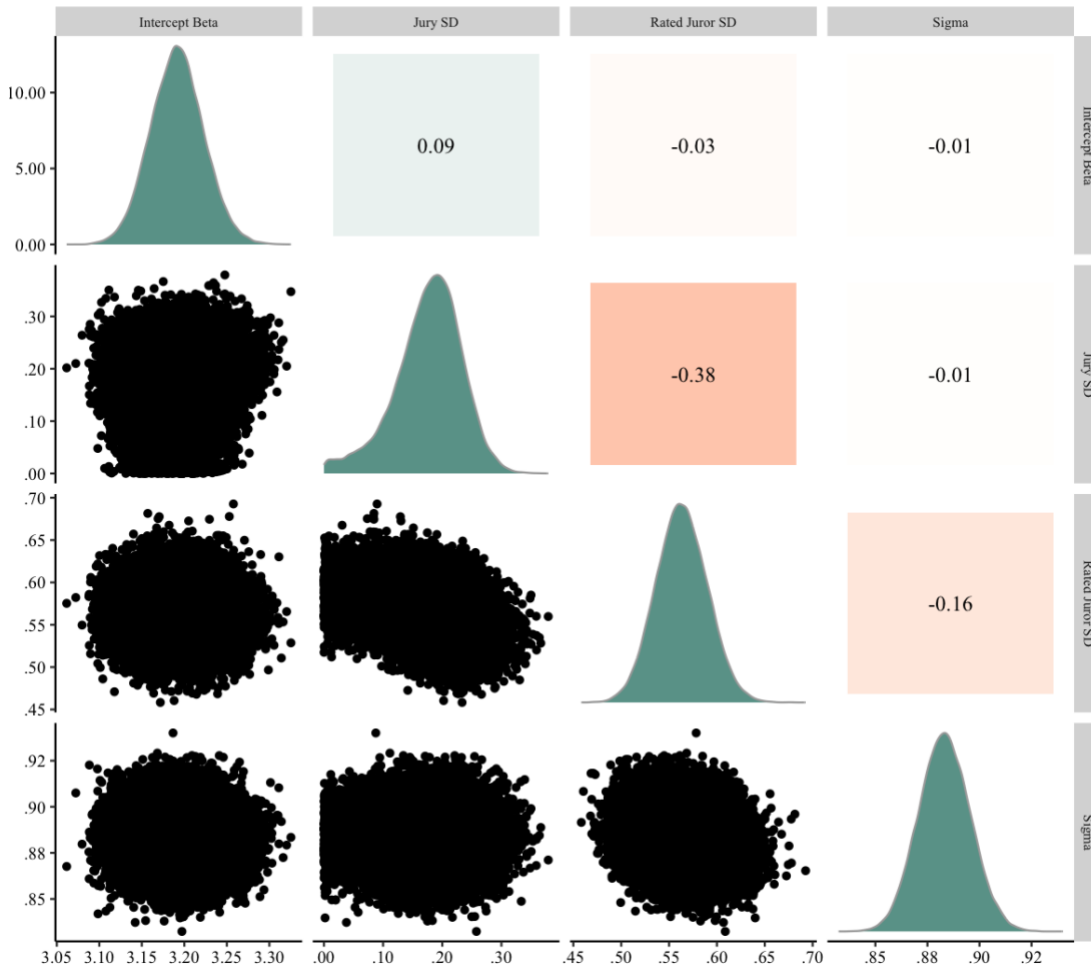 Intercept Beta Jury SD Rated Juror SD Sigma
10.00
5.00
0.00
0.09 -0.03 -0.01
Intercept Beta
.30
.20
.10
.00
-0.38 -0.01
Jury SD
.70
.65
.60
.55
.50
.45
-0.16
Rated Juror SD
.92
.90
.88
.85
Sigma
3.05 3.10 3.15 3.20 3.25 3.30 .00 .10 .20 .30 .45 .50 .55 .60 .65 .70 .85 .88 .90 .92